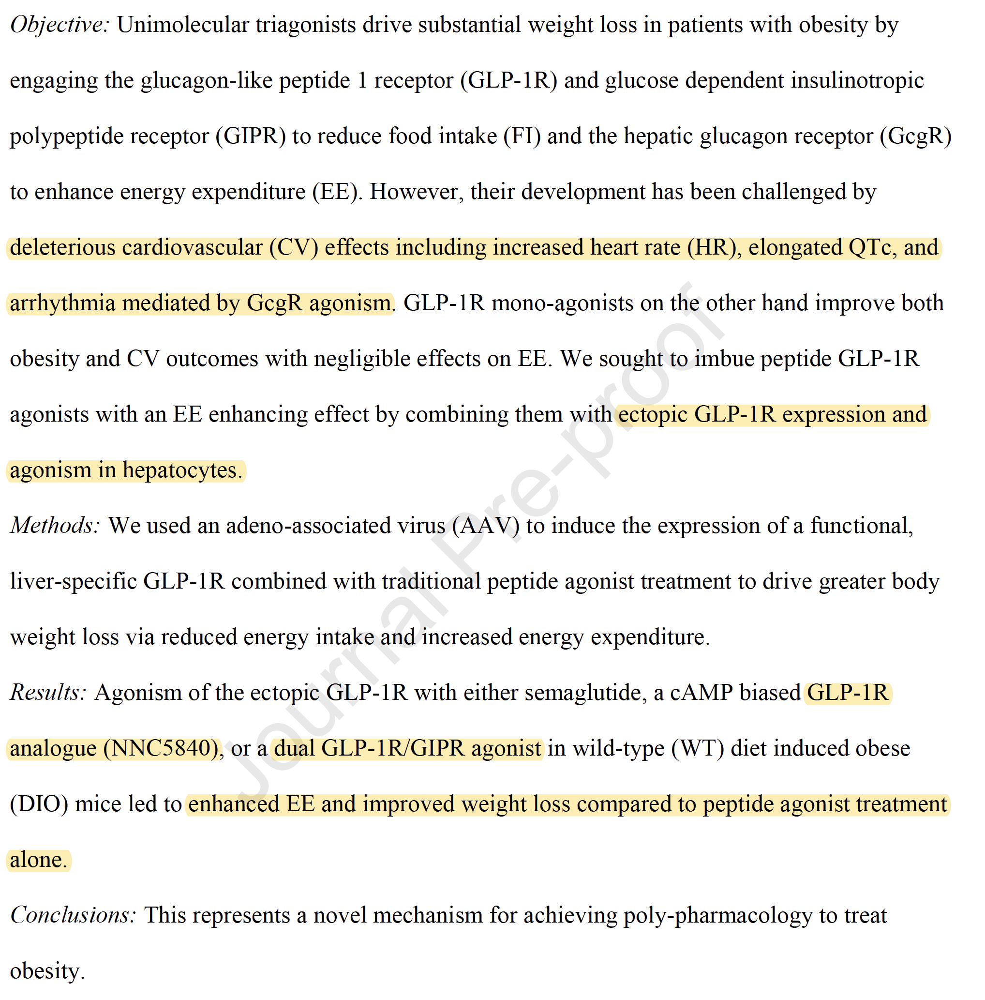 Objective: Unimolecular triagonists drive substantial weight loss in patients with obesity by
engaging the glucagon-like peptide 1 receptor (GLP-1R) and glucose dependent insulinotropic
polypeptide receptor (GIPR) to reduce food intake (FI) and the hepatic glucagon receptor (GcgR)
to enhance energy expenditure (EE). However, their development has been challenged by
deleterious cardiovascular (CV) effects including increased heart rate (HR), elongated QTc, and
arrhythmia mediated by GcgR agonism. GLP-1R mono-agonists on the other hand improve both
obesity and CV outcomes with negligible effects on EE. We sought to imbue peptide GLP-1R
agonists with an EE enhancing effect by combining them with ectopic GLP-1R expression and
agonism in hepatocytes.
Methods: We used an adeno-associated virus (AAV) to induce the expression of a functional,
liver-specific GLP-1R combined with traditional peptide agonist treatment to drive greater body
weight loss via reduced energy intake and increased energy expenditure.
Results: Agonism of the ectopic GLP-1R with either semaglutide, a cAMP biased GLP-1R
analogue (NNC5840), or a dual GLP-1R/GIPR agonist in wild-type (WT) diet induced obese
(DIO) mice led to enhanced EE and improved weight loss compared to peptide agonist treatment
alone.
Conclusions: This represents a novel mechanism for achieving poly-pharmacology to treat
obesity.
Journal Pre-proof